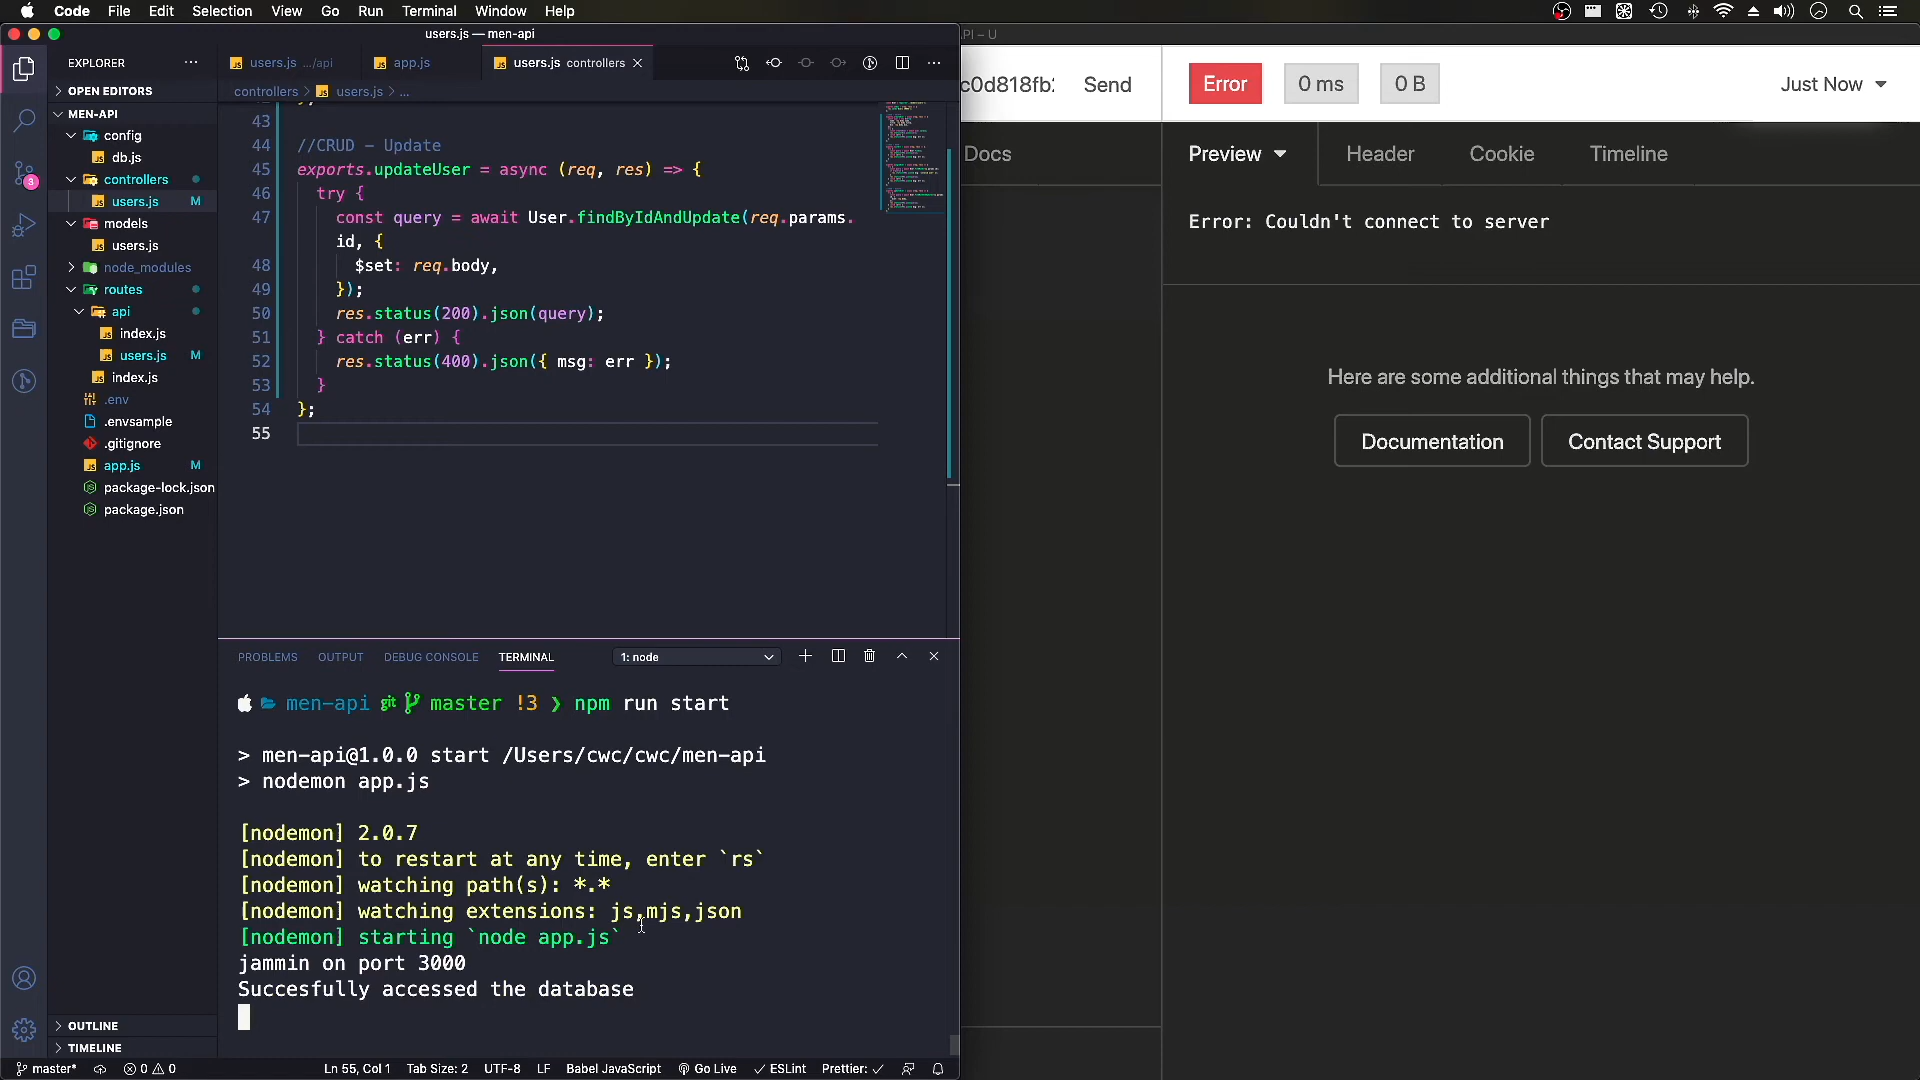 Code File Edit Selection View Go Run Terminal Window Help
users.js — men-api
PI – U
EXPLORER
OPEN EDITORS
MEN-API
config
db.js
controllers
users.js M
models
users.js
node_modules
routes
api
index.js
users.js M
index.js
.env
.envsample
.gitignore
app.js M
package-lock.json
package.json
OUTLINE
TIMELINE
3
users.js .../api
app.js
users.js controllers
controllers > users.js > ...
43
44 //CRUD - Update
45 exports.updateUser = async (req, res) => {
46 try {
47 const query = await User.findByIdAndUpdate(req.params.
id, {
48 $set: req.body,
49 });
50 res.status(200).json(query);
51 } catch (err) {
52 res.status(400).json({ msg: err });
53 }
54 };
55
PROBLEMS OUTPUT DEBUG CONSOLE TERMINAL 1: node
men-api git master !3 ❯ npm run start
> men-api@1.0.0 start /Users/cwc/cwc/men-api
> nodemon app.js
[nodemon] 2.0.7
[nodemon] to restart at any time, enter `rs`
[nodemon] watching path(s): *.*
[nodemon] watching extensions: js,mjs,json
[nodemon] starting `node app.js`
jammin on port 3000
Succesfully accessed the database
master* 0 0 Ln 55, Col 1 Tab Size: 2 UTF-8 LF Babel JavaScript Go Live ESLint Prettier: ✓
c0d818fb: Send
Error 0 ms 0 B Just Now
Docs
Preview Header Cookie Timeline
Error: Couldn't connect to server
Here are some additional things that may help.
Documentation Contact Support